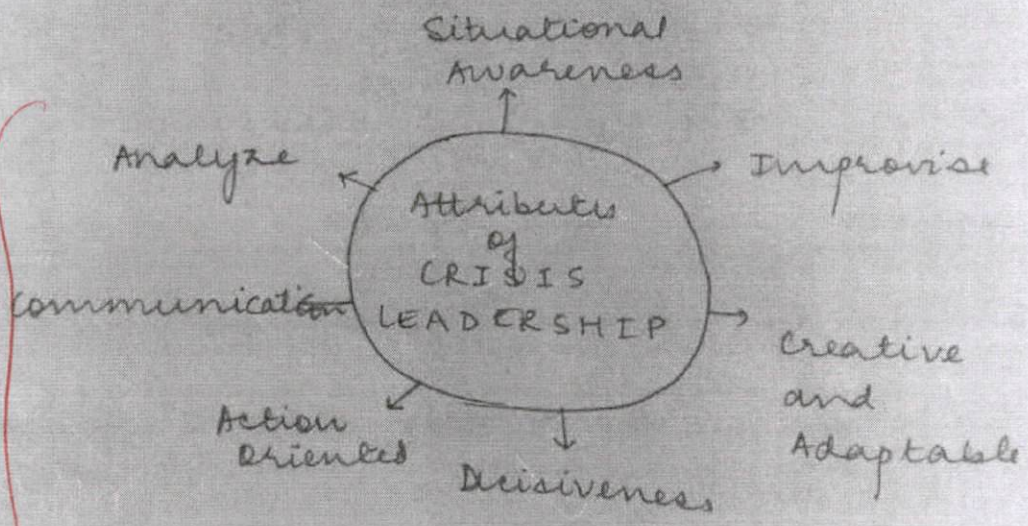 Situational
Awareness
Analyze
Improvise
Attributes
of
CRISIS
LEADERSHIP
Communication
Creative
and
Adaptable
Action
Oriented
Decisiveness